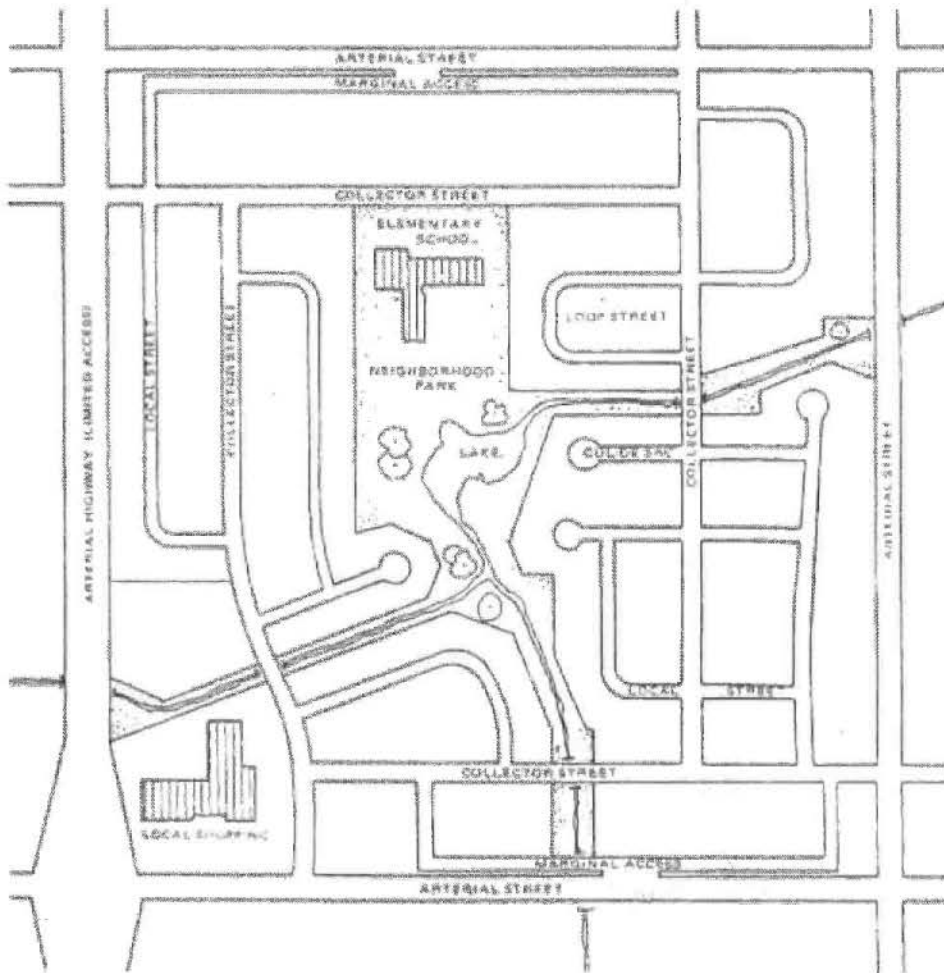 ARTERIAL STREET
MARGINAL ACCESS
COLLECTOR STREET
ELEMENTARY
SCHOOL
LOCAL STREET
COLLECTOR STREET
LOOP STREET
NEIGHBORHOOD
PARK
ARTERIAL HIGHWAY (LIMITED ACCESS)
COLLECTOR STREET
LAKE
CUL DE SAC
ARTERIAL STREET
LOCAL STREET
COLLECTOR STREET
LOCAL SHOPPING
MARGINAL ACCESS
ARTERIAL STREET